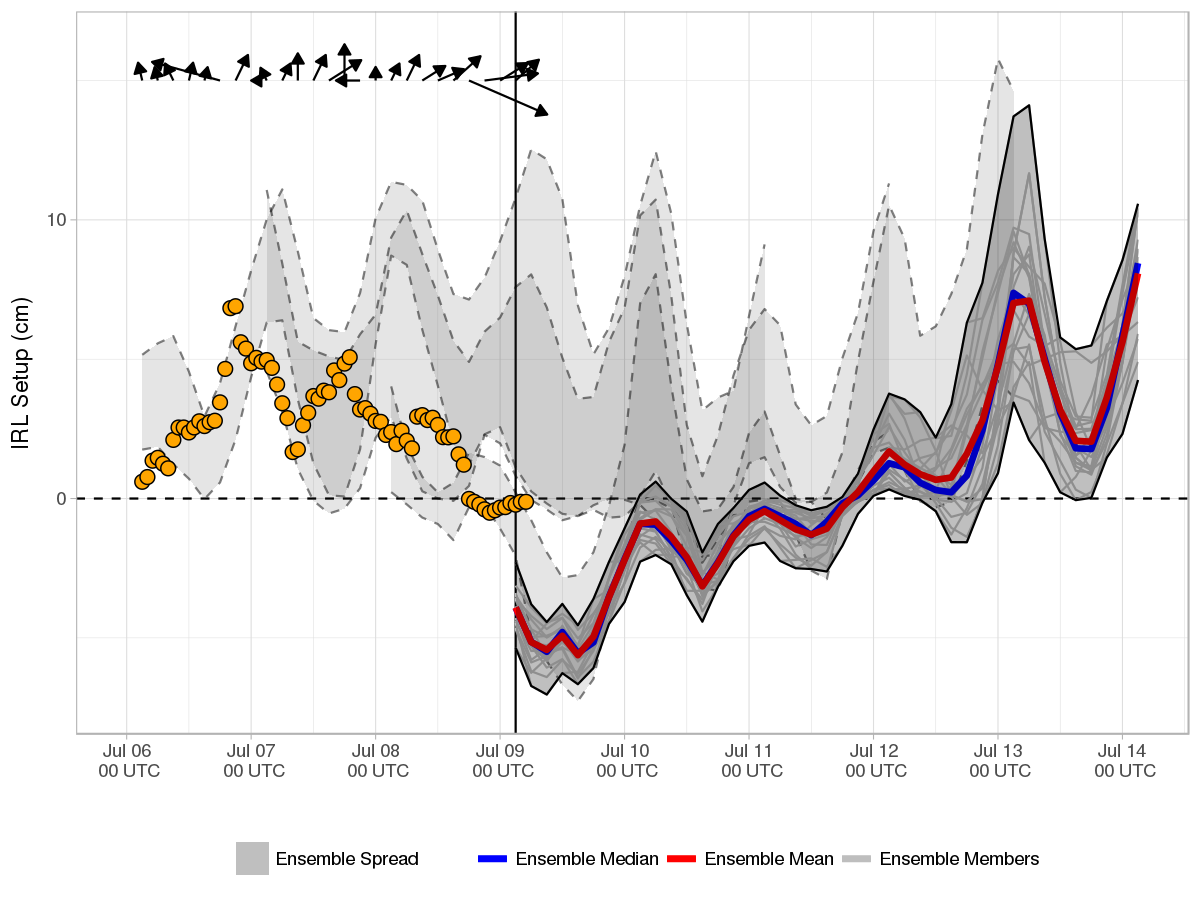 IRL Setup (cm)
10
0
Jul 06 Jul 07 Jul 08 Jul 09 Jul 10 Jul 11 Jul 12 Jul 13 Jul 14
00 UTC 00 UTC 00 UTC 00 UTC 00 UTC 00 UTC 00 UTC 00 UTC 00 UTC
Ensemble Spread Ensemble Median Ensemble Mean Ensemble Members